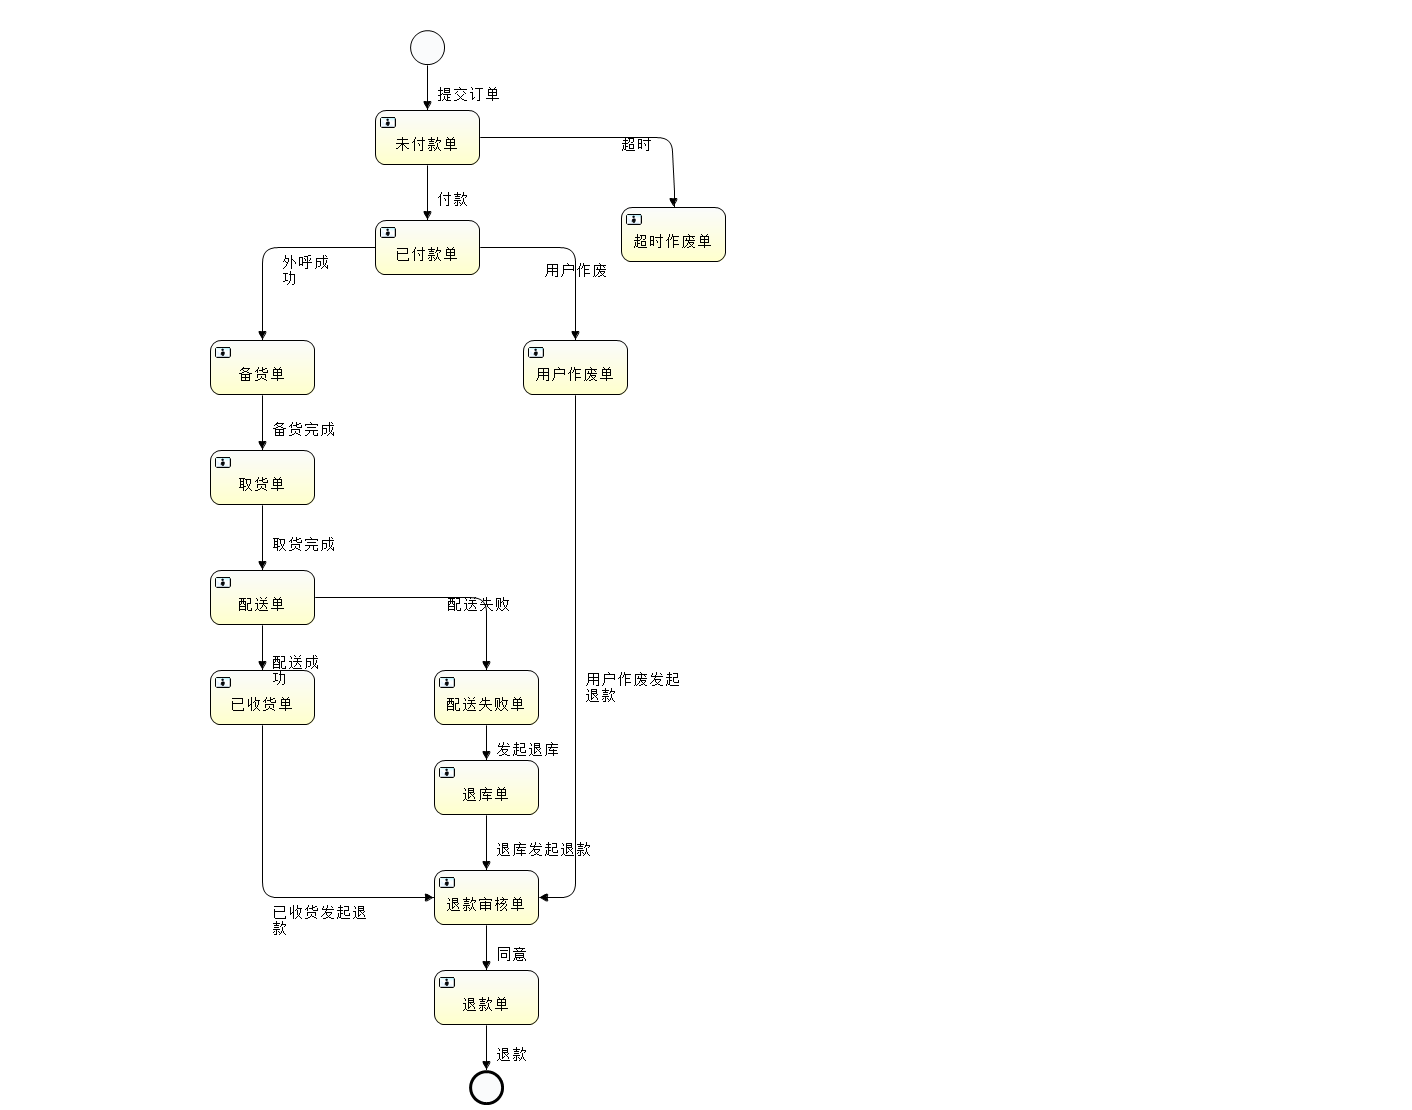 提交订单
未付款单
超时
付款
超时作废单
已付款单
外呼成
功
用户作废
备货单
用户作废单
备货完成
取货单
取货完成
配送单
配送失败
配送成
功
已收货单
配送失败单
用户作废发起
退款
发起退库
退库单
退库发起退款
退款审核单
已收货发起退
款
同意
退款单
退款